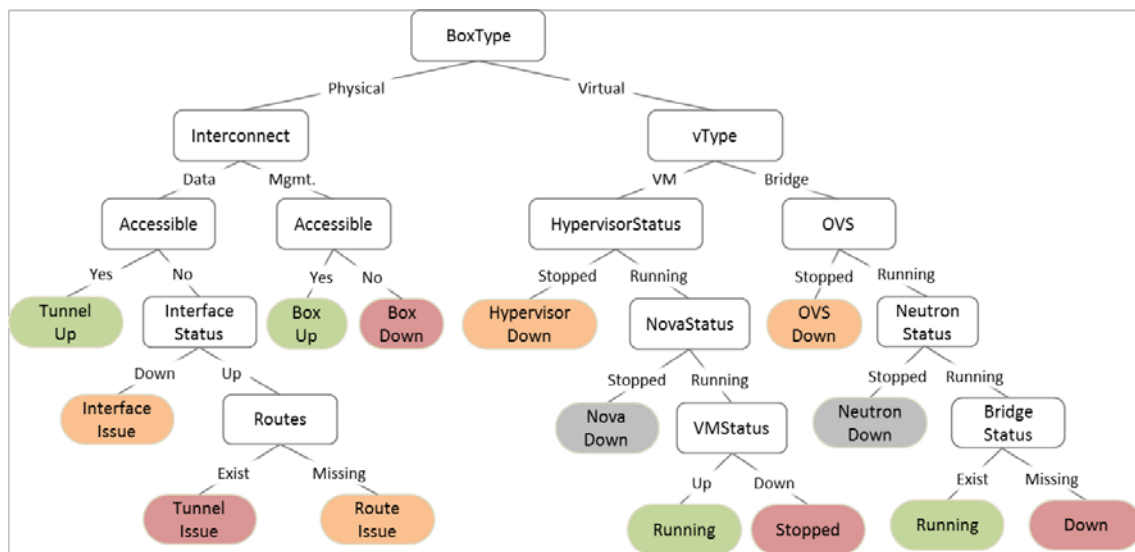 BoxType
Physical
Virtual
Interconnect
vType
Data
Mgmt.
VM
Bridge
Accessible
Accessible
HypervisorStatus
OVS
Yes
No
Yes
No
Stopped
Running
Stopped
Running
Tunnel
Up
Interface
Status
Box
Up
Box
Down
Hypervisor
Down
NovaStatus
OVS
Down
Neutron
Status
Down
Up
Stopped
Running
Stopped
Running
Interface
Issue
Routes
Nova
Down
VMStatus
Neutron
Down
Bridge
Status
Exist
Missing
Up
Down
Exist
Missing
Tunnel
Issue
Route
Issue
Running
Stopped
Running
Down